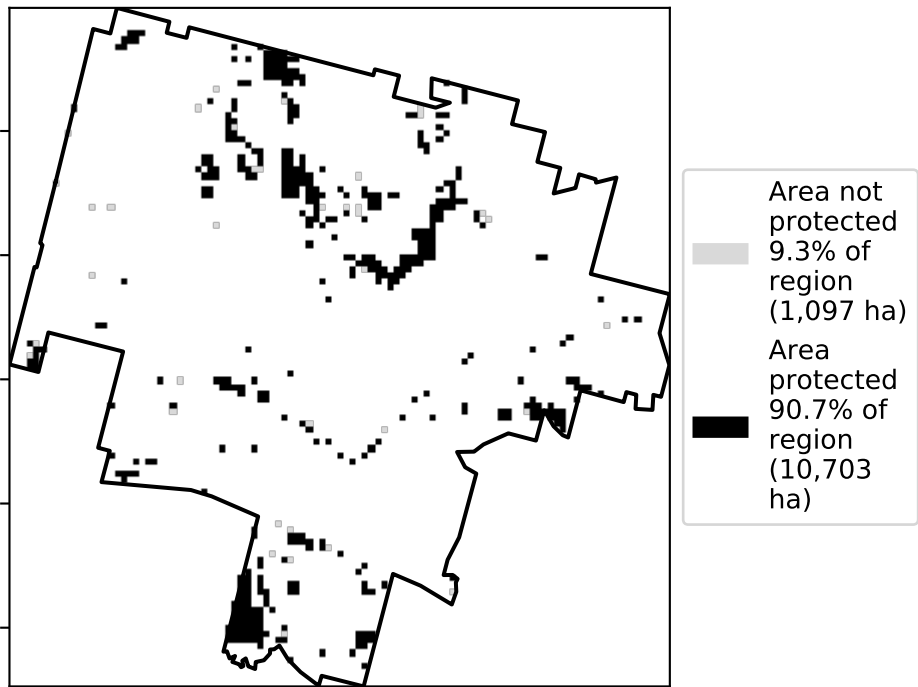 Area not
protected
9.3% of
region
(1,097 ha)
Area
protected
90.7% of
region
(10,703
ha)